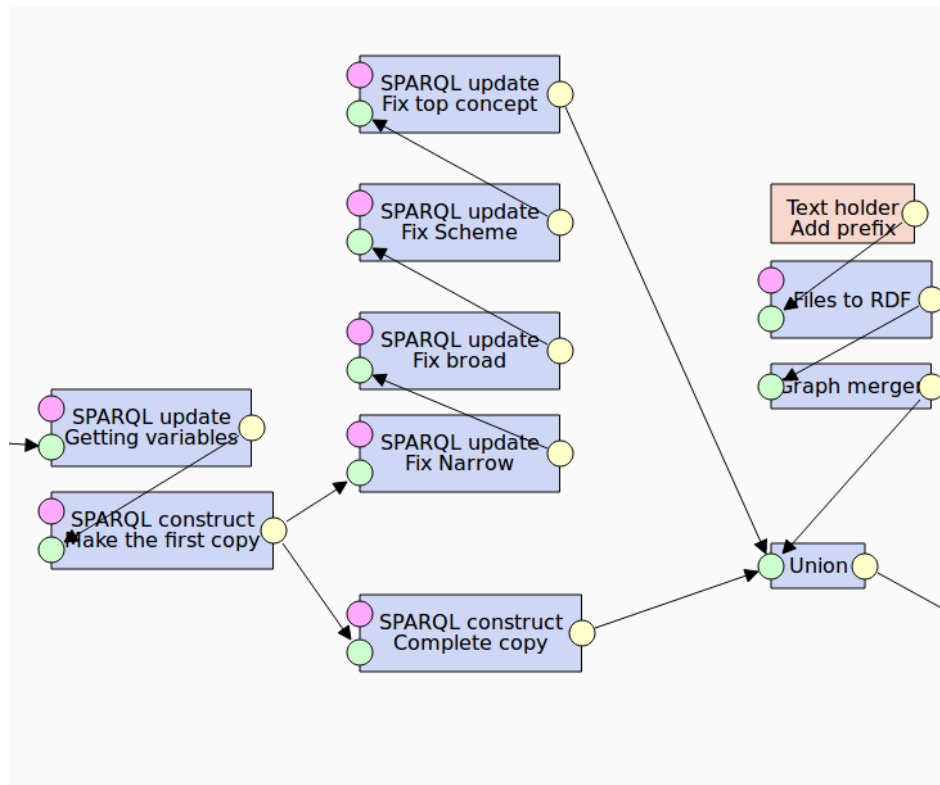 SPARQL update
Fix top concept
SPARQL update
Fix Scheme
Text holder
Add prefix
Files to RDF
SPARQL update
Fix broad
Graph merger
SPARQL update
Getting variables
SPARQL update
Fix Narrow
SPARQL construct
Make the first copy
Union
SPARQL construct
Complete copy